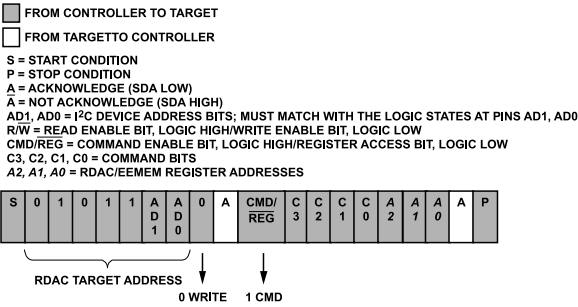 FROM CONTROLLER TO TARGET
FROM TARGETTO CONTROLLER
S = START CONDITION
P = STOP CONDITION
A = ACKNOWLEDGE (SDA LOW)
A̅ = NOT ACKNOWLEDGE (SDA HIGH)
AD1, AD0 = I²C DEVICE ADDRESS BITS; MUST MATCH WITH THE LOGIC STATES AT PINS AD1, AD0
R/W̅ = READ ENABLE BIT, LOGIC HIGH/WRITE ENABLE BIT, LOGIC LOW
CMD/R̅E̅G̅ = COMMAND ENABLE BIT, LOGIC HIGH/REGISTER ACCESS BIT, LOGIC LOW
C3, C2, C1, C0 = COMMAND BITS
A2, A1, A0 = RDAC/EEMEM REGISTER ADDRESSES
S 0 1 0 1 1 AD1 AD0 0 A CMD/R̅E̅G̅ C3 C2 C1 C0 A2 A1 A0 A P
RDAC TARGET ADDRESS
0 WRITE 1 CMD